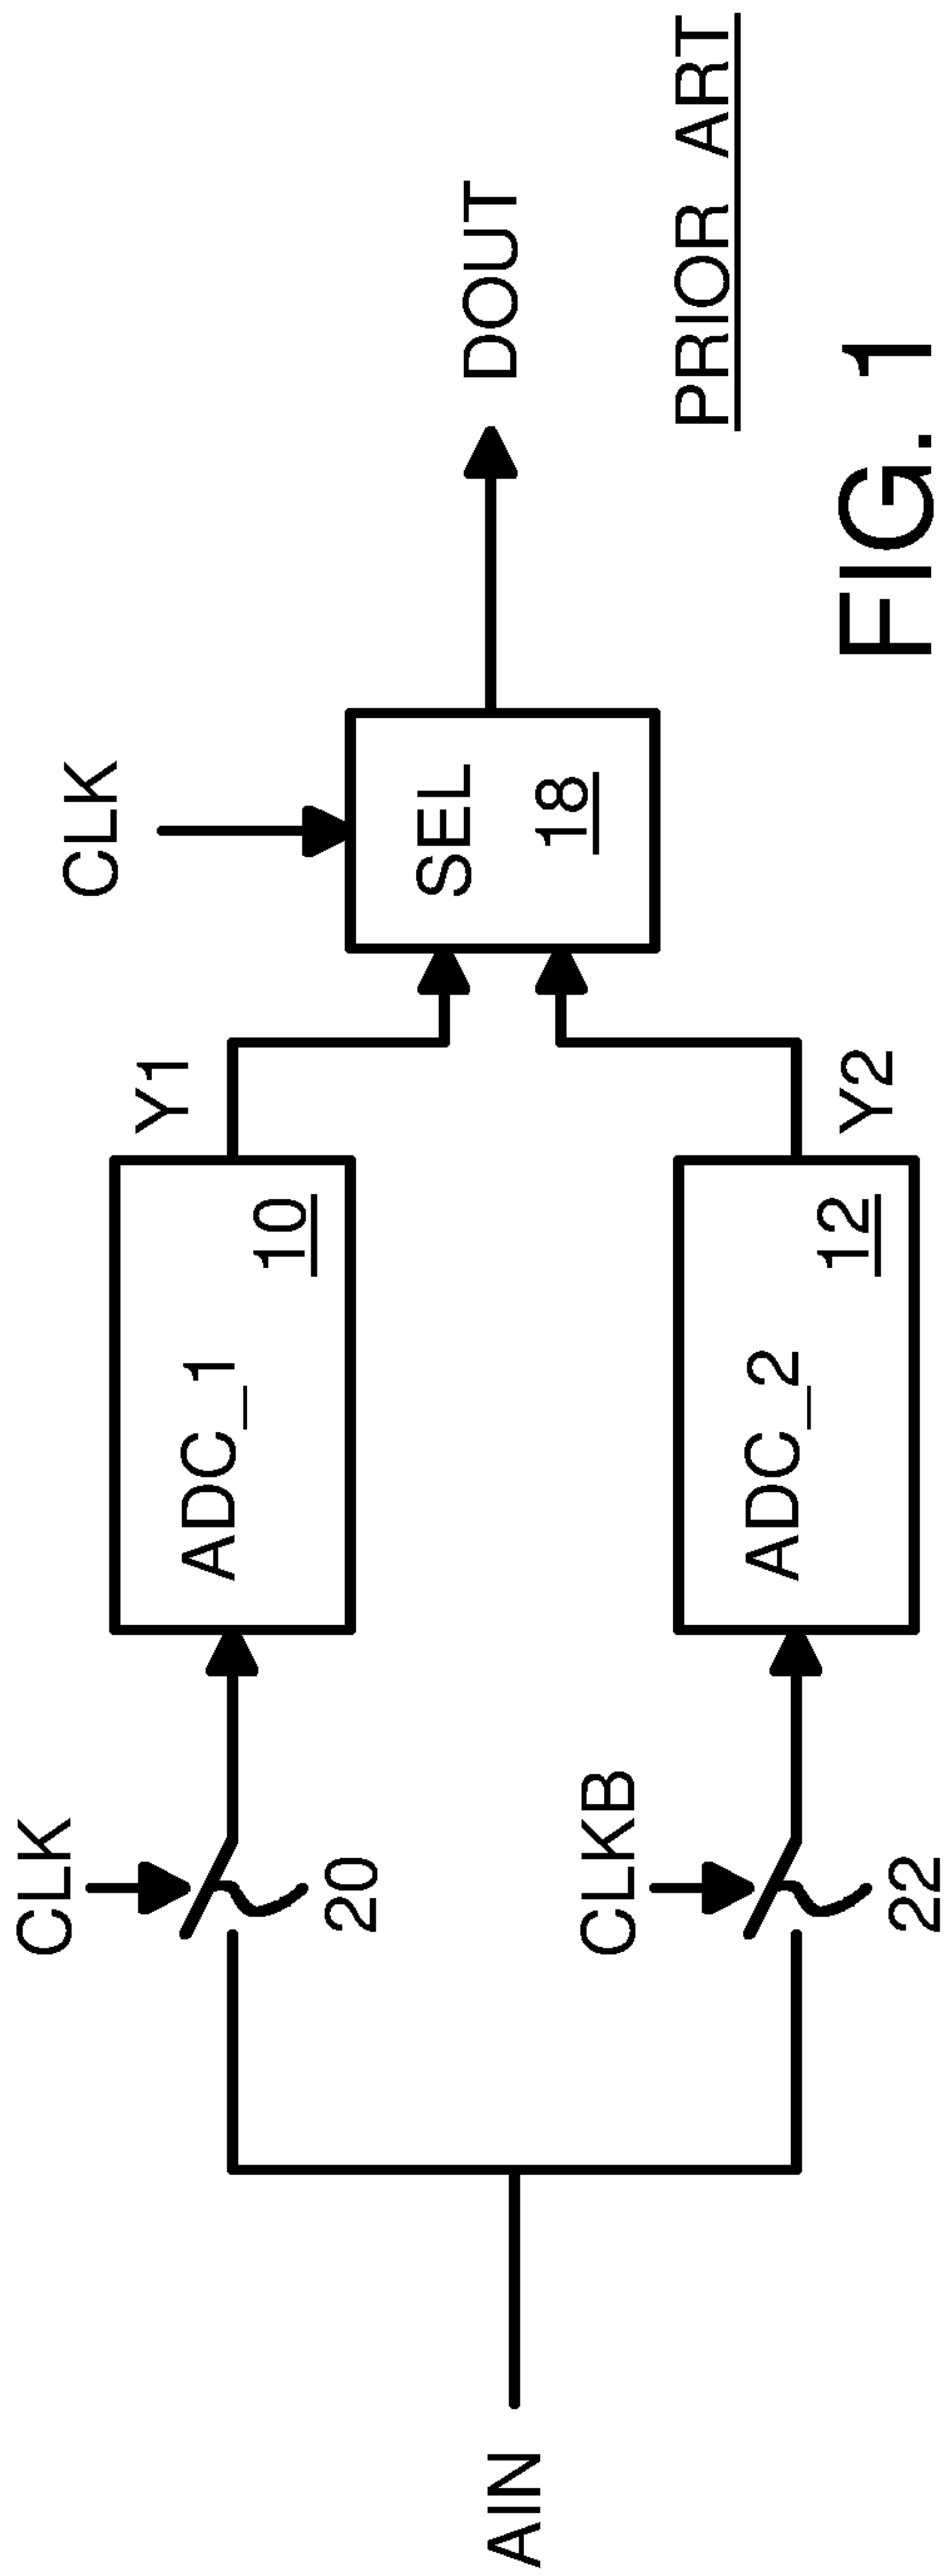 AIN
CLK
20
ADC_1
10
Y1
CLKB
22
ADC_2
12
Y2
CLK
SEL
18
DOUT
PRIOR ART
FIG. 1